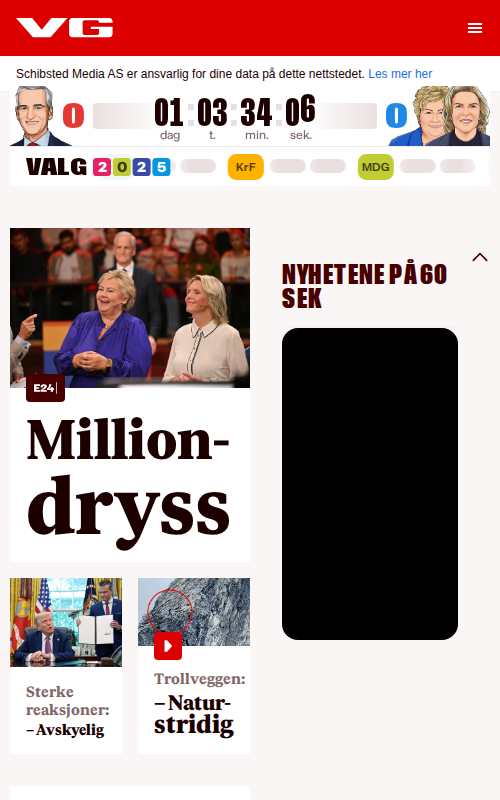 VG
Schibsted Media AS er ansvarlig for dine data på dette nettstedet. Les mer her
0 01 : 03 : 34 : 06 0
dag t. min. sek.
VALG 2025 KrF MDG
NYHETENE PÅ 60
SEK
E24
Million-
dryss
Sterke
reaksjoner:
– Avskyelig
Trollveggen:
– Natur-
stridig